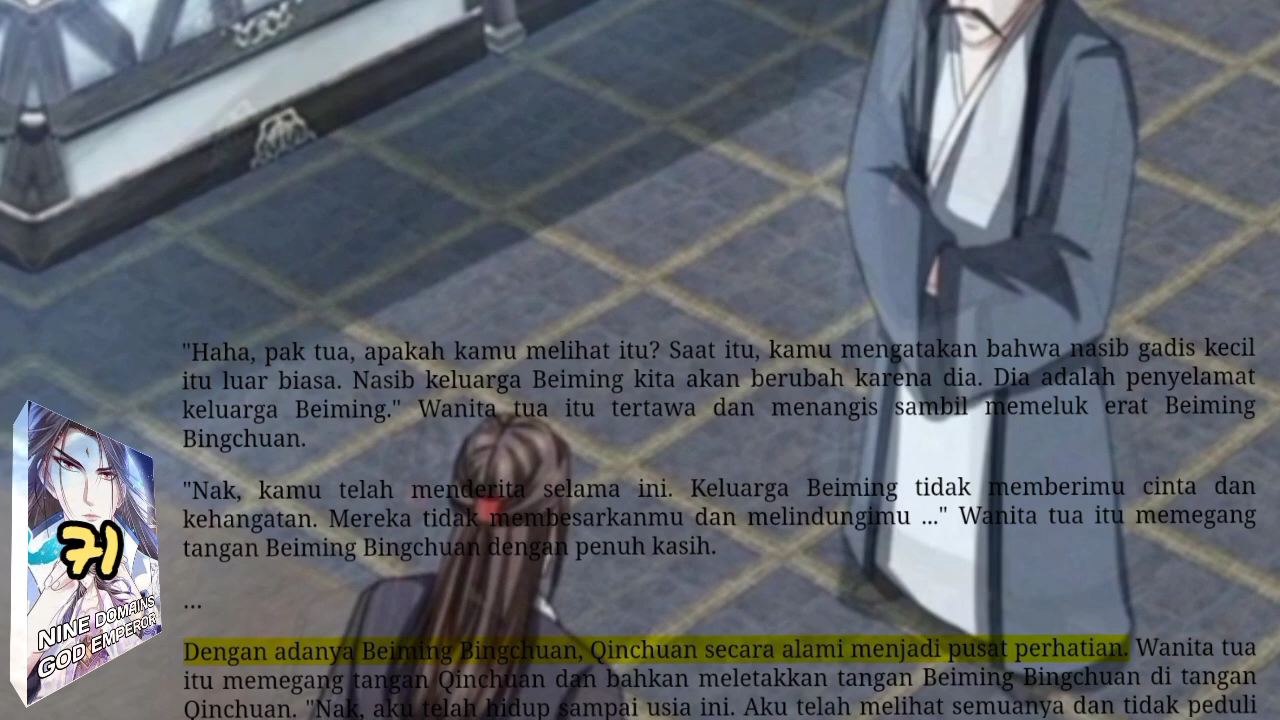 "Haha, pak tua, apakah kamu melihat itu? Saat itu, kamu mengatakan bahwa nasib gadis kecil
itu luar biasa. Nasib keluarga Beiming kita akan berubah karena dia. Dia adalah penyelamat
keluarga Beiming." Wanita tua itu tertawa dan menangis sambil memeluk erat Beiming
Bingchuan.
"Nak, kamu telah menderita selama ini. Keluarga Beiming tidak memberimu cinta dan
kehangatan. Mereka tidak membesarkanmu dan melindungimu ..." Wanita tua itu memegang
tangan Beiming Bingchuan dengan penuh kasih.
...
Dengan adanya Beiming Bingchuan, Qinchuan secara alami menjadi pusat perhatian. Wanita tua
itu memegang tangan Qinchuan dan bahkan meletakkan tangan Beiming Bingchuan di tangan
Qinchuan. "Nak, aku telah hidup sampai usia ini. Aku telah melihat semuanya dan tidak peduli
71
NINE DOMAINS
GOD EMPEROR